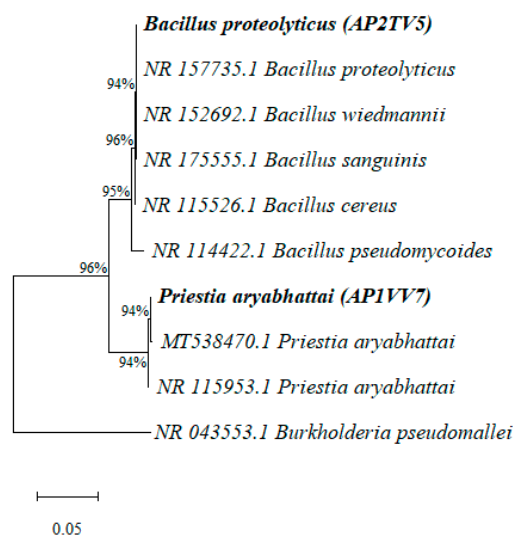 Bacillus proteolyticus (AP2TV5)
NR 157735.1 Bacillus proteolyticus
94%
NR 152692.1 Bacillus wiedmannii
96%
NR 175555.1 Bacillus sanguinis
95%
NR 115526.1 Bacillus cereus
NR 114422.1 Bacillus pseudomycoides
96%
Priestia aryabhattai (AP1VV7)
94%
MT538470.1 Priestia aryabhattai
94%
NR 115953.1 Priestia aryabhattai
NR 043553.1 Burkholderia pseudomallei
0.05